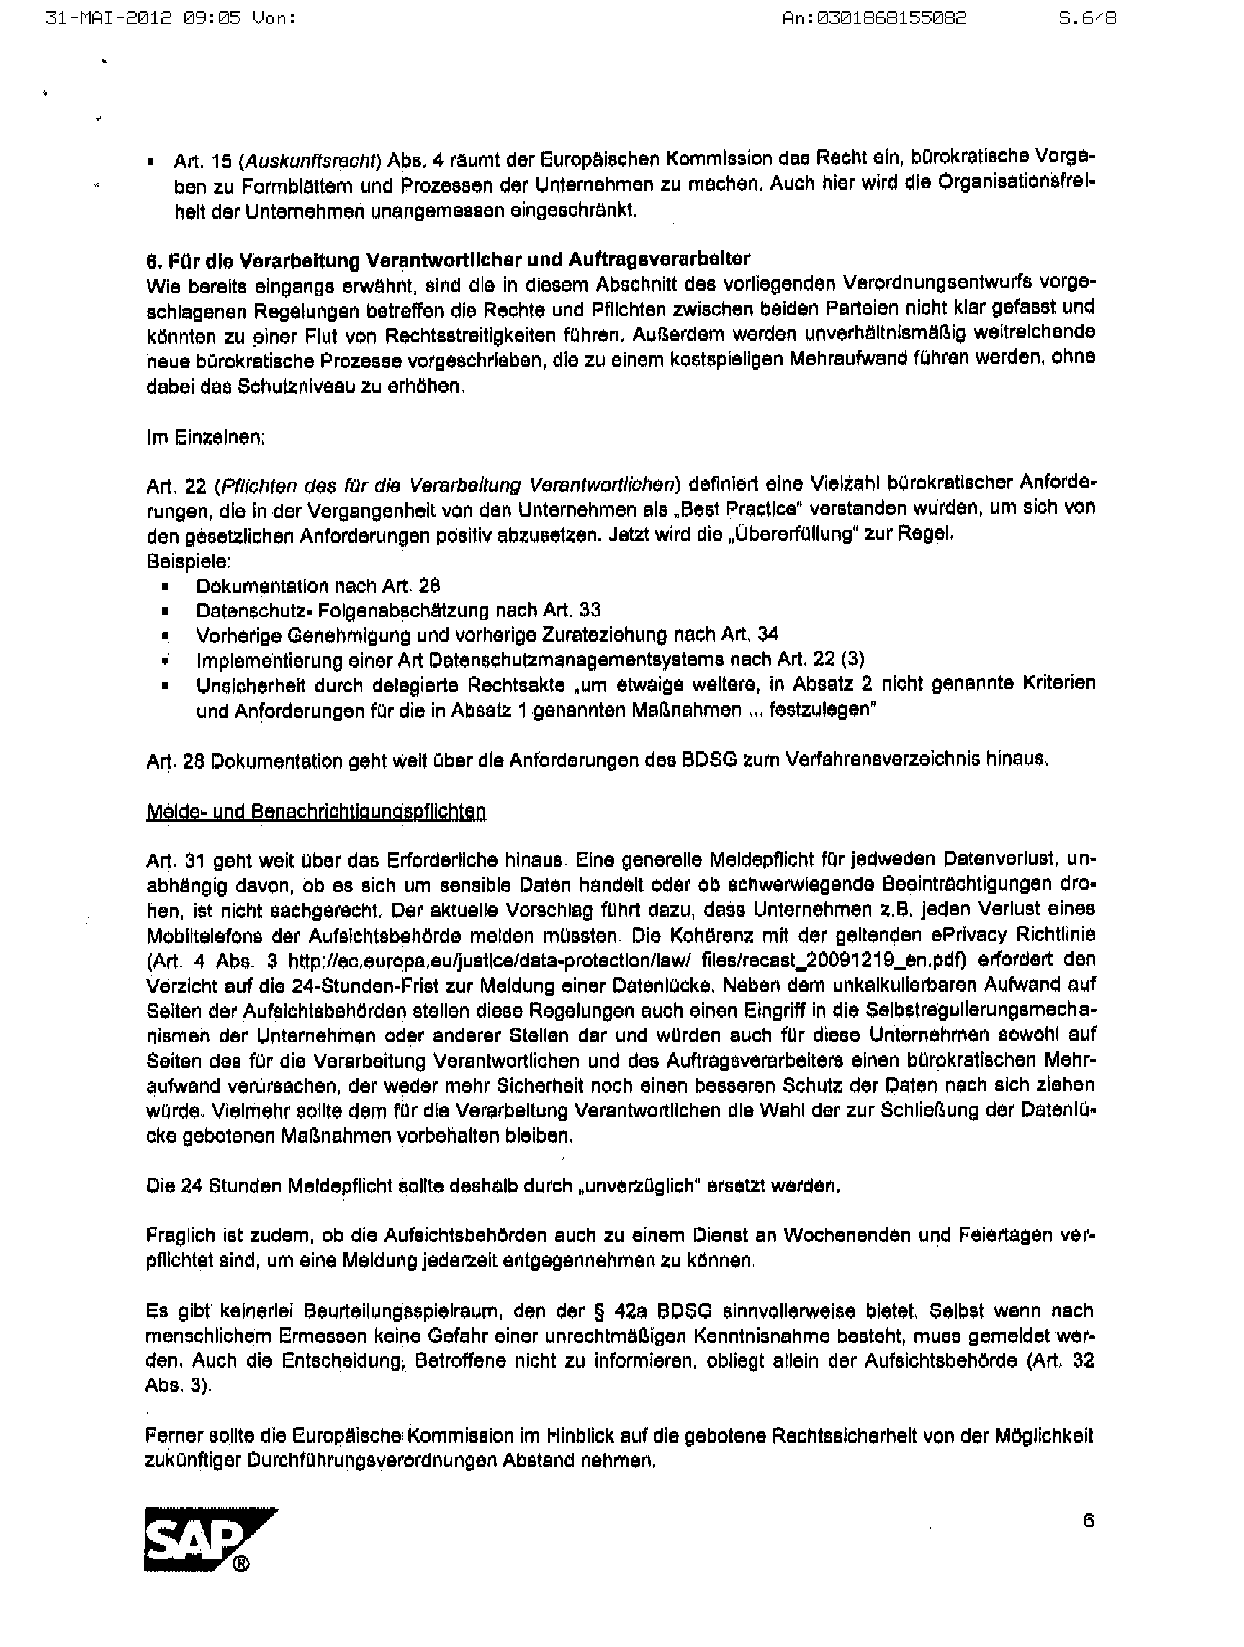 31-MAI-2012 09:05 Von: An:0301868155082 S.6/8
▪ Art. 15 (Auskunftsrecht) Abs. 4 räumt der Europäischen Kommission das Recht ein, bürokratische Vorga-
ben zu Formblättern und Prozessen der Unternehmen zu machen. Auch hier wird die Organisationsfrei-
heit der Unternehmen unangemessen eingeschränkt.
6. Für die Verarbeitung Verantwortlicher und Auftragsverarbeiter
Wie bereits eingangs erwähnt, sind die in diesem Abschnitt des vorliegenden Verordnungsentwurfs vorge-
schlagenen Regelungen betreffen die Rechte und Pflichten zwischen beiden Parteien nicht klar gefasst und
könnten zu einer Flut von Rechtsstreitigkeiten führen. Außerdem werden unverhältnismäßig weitreichende
neue bürokratische Prozesse vorgeschrieben, die zu einem kostspieligen Mehraufwand führen werden, ohne
dabei das Schutzniveau zu erhöhen.
Im Einzelnen:
Art. 22 (Pflichten des für die Verarbeitung Verantwortlichen) definiert eine Vielzahl bürokratischer Anforde-
rungen, die in der Vergangenheit von den Unternehmen als „Best Practice" verstanden wurden, um sich von
den gesetzlichen Anforderungen positiv abzusetzen. Jetzt wird die „Übererfüllung" zur Regel.
Beispiele:
▪ Dokumentation nach Art. 28
▪ Datenschutz- Folgenabschätzung nach Art. 33
▪ Vorherige Genehmigung und vorherige Zurateziehung nach Art. 34
▪ Implementierung einer Art Datenschutzmanagementsystems nach Art. 22 (3)
▪ Unsicherheit durch delegierte Rechtsakte „um etwaige weitere, in Absatz 2 nicht genannte Kriterien
und Anforderungen für die in Absatz 1 genannten Maßnahmen ... festzulegen"
Art. 28 Dokumentation geht weit über die Anforderungen des BDSG zum Verfahrensverzeichnis hinaus.
Melde- und Benachrichtigungspflichten
Art. 31 geht weit über das Erforderliche hinaus. Eine generelle Meldepflicht für jedweden Datenverlust, un-
abhängig davon, ob es sich um sensible Daten handelt oder ob schwerwiegende Beeinträchtigungen dro-
hen, ist nicht sachgerecht. Der aktuelle Vorschlag führt dazu, dass Unternehmen z.B. jeden Verlust eines
Mobiltelefons der Aufsichtsbehörde melden müssten. Die Kohärenz mit der geltenden ePrivacy Richtlinie
(Art. 4 Abs. 3 http://ec.europa.eu/justice/data-protection/law/ files/recast_20091219_en.pdf) erfordert den
Verzicht auf die 24-Stunden-Frist zur Meldung einer Datenlücke. Neben dem unkalkulierbaren Aufwand auf
Seiten der Aufsichtsbehörden stellen diese Regelungen auch einen Eingriff in die Selbstregulierungsmecha-
nismen der Unternehmen oder anderer Stellen dar und würden auch für diese Unternehmen sowohl auf
Seiten des für die Verarbeitung Verantwortlichen und des Auftragsverarbeiters einen bürokratischen Mehr-
aufwand verursachen, der weder mehr Sicherheit noch einen besseren Schutz der Daten nach sich ziehen
würde. Vielmehr sollte dem für die Verarbeitung Verantwortlichen die Wahl der zur Schließung der Datenlü-
cke gebotenen Maßnahmen vorbehalten bleiben.
Die 24 Stunden Meldepflicht sollte deshalb durch „unverzüglich" ersetzt werden.
Fraglich ist zudem, ob die Aufsichtsbehörden auch zu einem Dienst an Wochenenden und Feiertagen ver-
pflichtet sind, um eine Meldung jederzeit entgegennehmen zu können.
Es gibt keinerlei Beurteilungsspielraum, den der § 42a BDSG sinnvollerweise bietet. Selbst wenn nach
menschlichem Ermessen keine Gefahr einer unrechtmäßigen Kenntnisnahme besteht, muss gemeldet wer-
den. Auch die Entscheidung, Betroffene nicht zu informieren, obliegt allein der Aufsichtsbehörde (Art. 32
Abs. 3).
Ferner sollte die Europäische Kommission im Hinblick auf die gebotene Rechtssicherheit von der Möglichkeit
zukünftiger Durchführungsverordnungen Abstand nehmen.
SAP ®
6